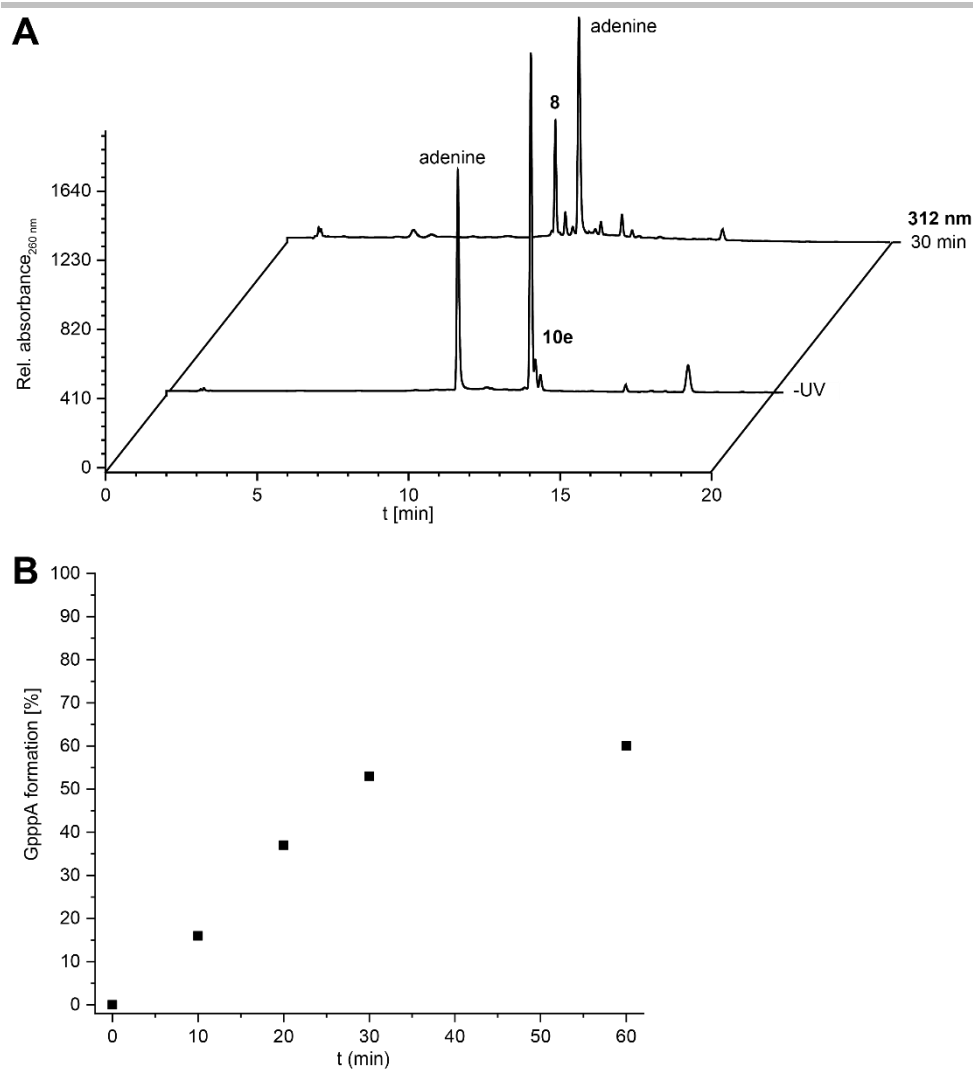 A
adenine
8
adenine
1640
312 nm
30 min
1230
Rel. absorbance260 nm
820
10e
410
-UV
0
0 5 10 15 20
t [min]
B
100
90
80
70
60
50
40
30
20
10
0
GpppA formation [%]
0 10 20 30 40 50 60
t (min)